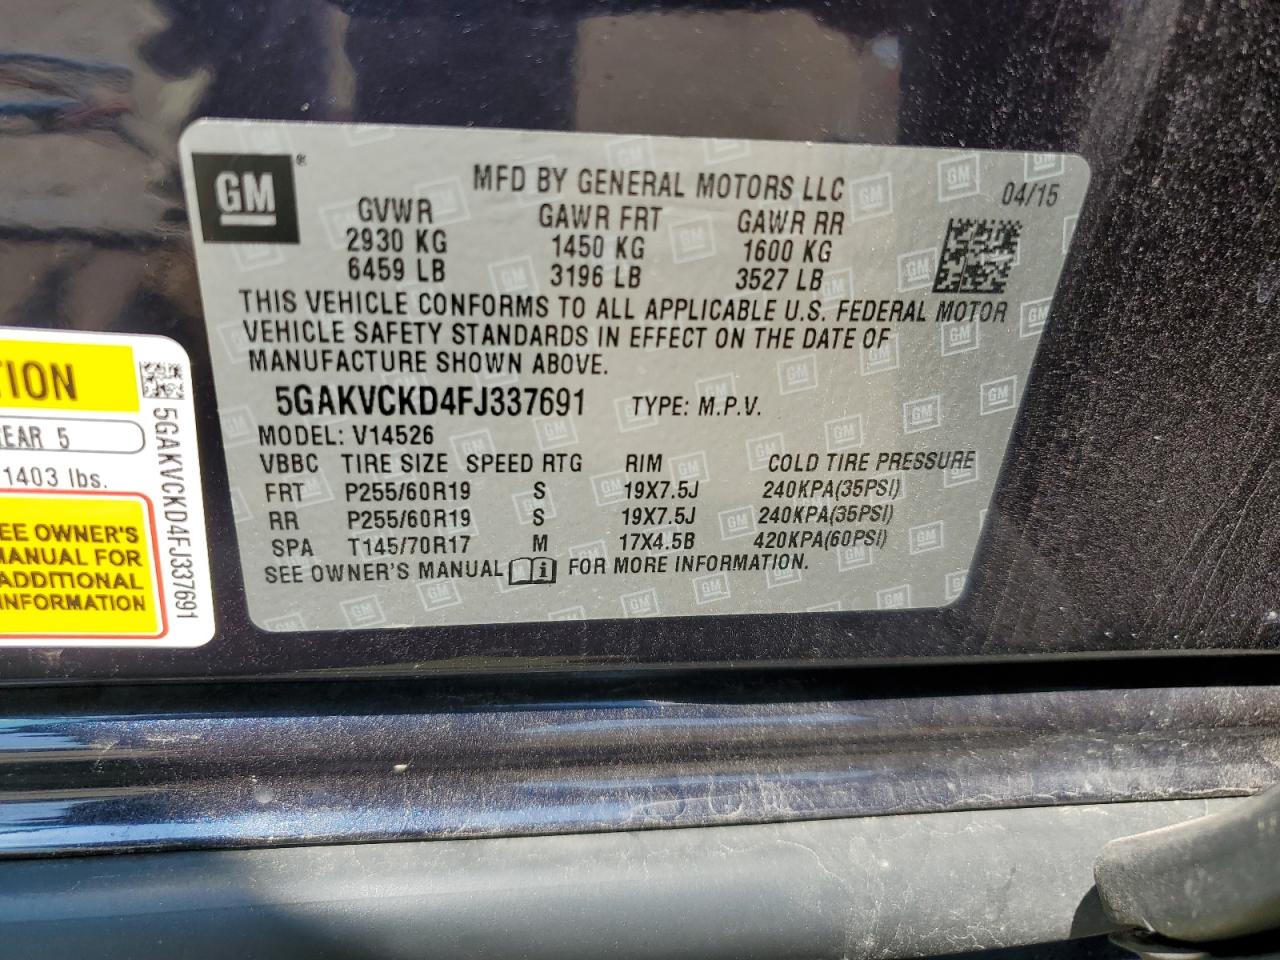 GM ®
MFD BY GENERAL MOTORS LLC
04/15
GVWR GAWR FRT GAWR RR
2930 KG 1450 KG 1600 KG
6459 LB 3196 LB 3527 LB
THIS VEHICLE CONFORMS TO ALL APPLICABLE U.S. FEDERAL MOTOR
VEHICLE SAFETY STANDARDS IN EFFECT ON THE DATE OF
MANUFACTURE SHOWN ABOVE.
5GAKVCKD4FJ337691 TYPE: M.P.V.
MODEL: V14526
VBBC TIRE SIZE SPEED RTG RIM COLD TIRE PRESSURE
FRT P255/60R19 S 19X7.5J 240KPA(35PSI)
RR P255/60R19 S 19X7.5J 240KPA(35PSI)
SPA T145/70R17 M 17X4.5B 420KPA(60PSI)
SEE OWNER'S MANUAL FOR MORE INFORMATION.
TION
EAR 5
1403 lbs.
SEE OWNER'S
MANUAL FOR
ADDITIONAL
INFORMATION
5GAKVCKD4FJ337691